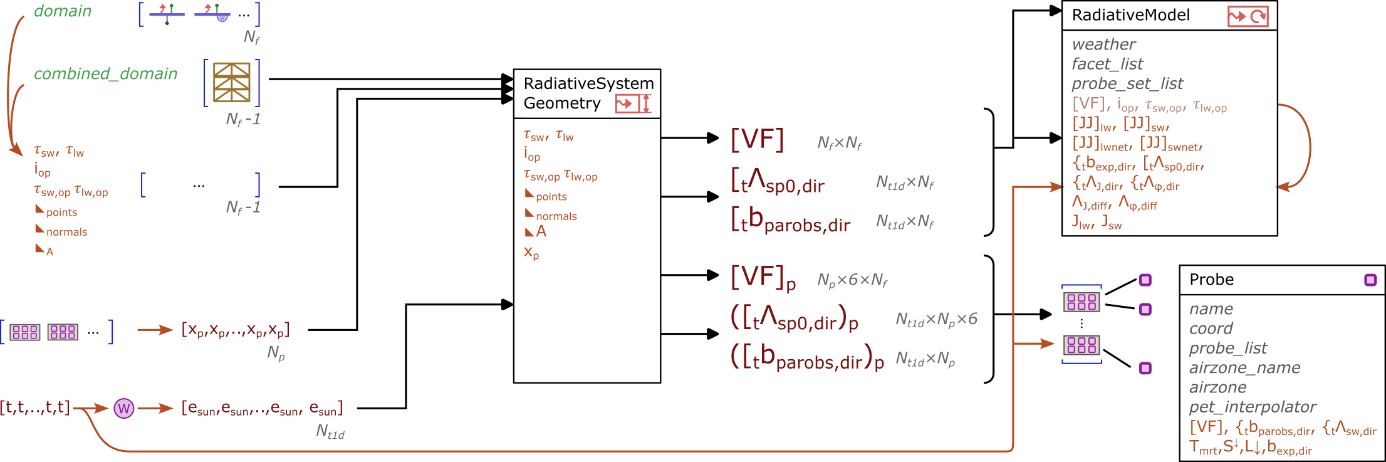 domain
[ ... ]
N_f
combined_domain
[ ]
N_f -1
τ_sw, τ_lw
i_op
τ_sw,op τ_lw,op
◣_points
◣_normals
◣_A
[ ... ]
N_f -1
[ ... ]
[x_p,x_p,..,x_p,x_p]
N_p
[t,t,..,t,t]
W
[e_sun,e_sun,..,e_sun, e_sun]
N_t1d
RadiativeSystem
Geometry
τ_sw, τ_lw
i_op
τ_sw,op τ_lw,op
◣_points
◣_normals
◣A
x_p
[VF] N_f×N_f
[_tΛ_sp0,dir N_t1d×N_f
[_tb_parobs,dir N_t1d×N_f
[VF]_p N_p×6×N_f
([_tΛ_sp0,dir)_p N_t1d×N_p×6
([_tb_parobs,dir)_p N_t1d×N_p
RadiativeModel
weather
facet_list
probe_set_list
[VF], i_op, τ_sw,op, τ_lw,op
[JJ]_lw, [JJ]_sw,
[JJ]_lwnet, [JJ]_swnet,
{_tb_exp,dir, [_tΛ_sp0,dir,
{_tΛ_J,dir, {_tΛ_φ,dir
Λ_J,diff, Λ_φ,diff
J_lw, J_sw
...
Probe
name
coord
probe_list
airzone_name
airzone
pet_interpolator
[VF], {_tb_parobs,dir, {_tΛ_sw,dir
T_mrt,S↓,L↓,b_exp,dir